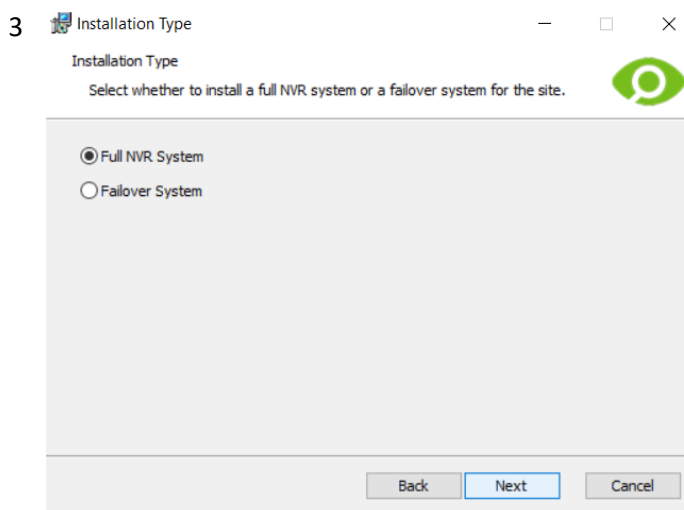 3
Installation Type
Installation Type
Select whether to install a full NVR system or a failover system for the site.
Full NVR System
Failover System
Back Next Cancel